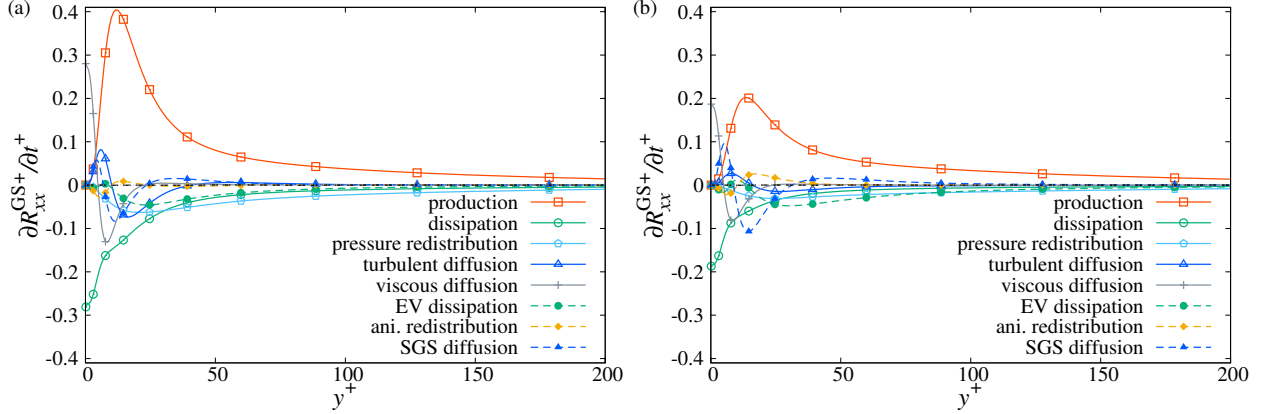 (a)
0.4
0.3
0.2
0.1
0
-0.1
-0.2
-0.3
-0.4
∂R_xx^GS+/∂t^+
production
dissipation
pressure redistribution
turbulent diffusion
viscous diffusion
EV dissipation
ani. redistribution
SGS diffusion
0 50 100 150 200
y^+
(b)
0.4
0.3
0.2
0.1
0
-0.1
-0.2
-0.3
-0.4
∂R_xx^GS+/∂t^+
production
dissipation
pressure redistribution
turbulent diffusion
viscous diffusion
EV dissipation
ani. redistribution
SGS diffusion
0 50 100 150 200
y^+